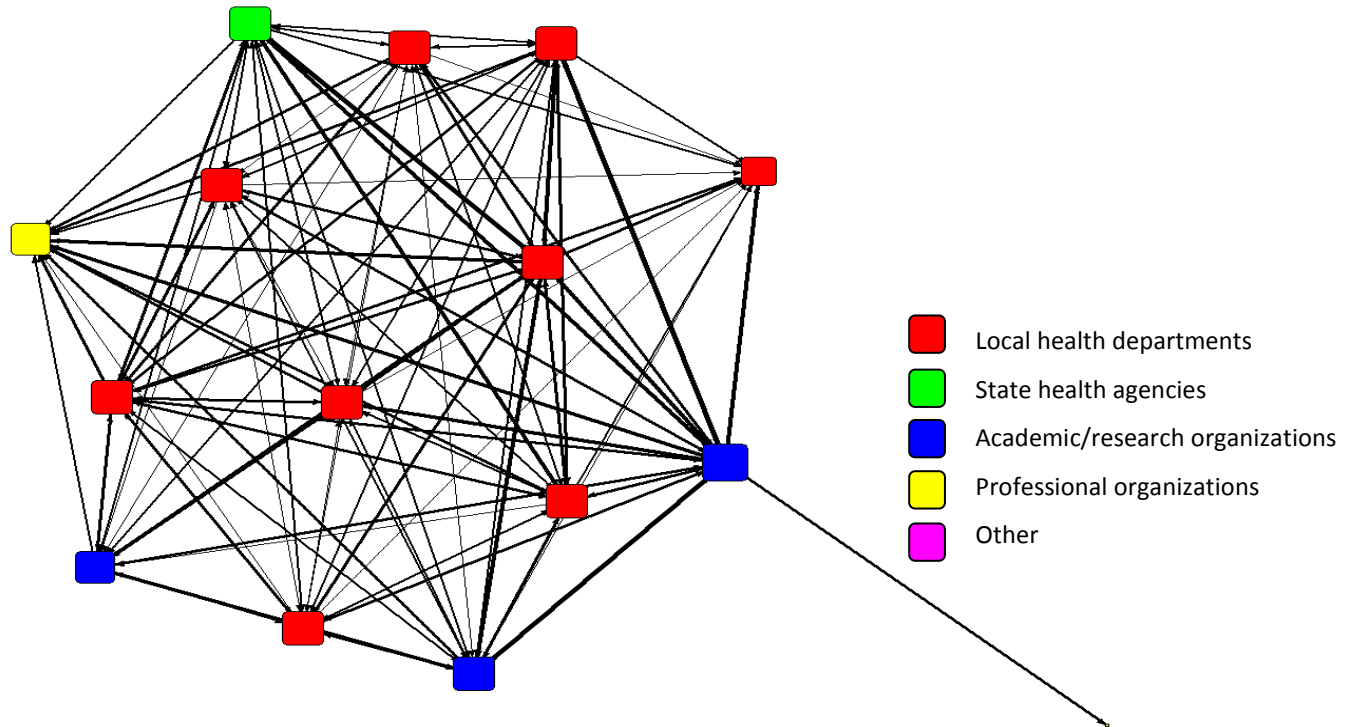 Local health departments
State health agencies
Academic/research organizations
Professional organizations
Other